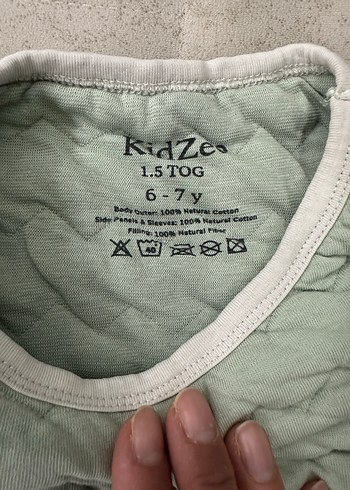 KidZee
1.5 TOG
6 - 7 y
Body Outer: 100% Natural Cotton
Side Panels & Sleeves: 100% Natural Cotton
Filling: 100% Natural Fibre
40